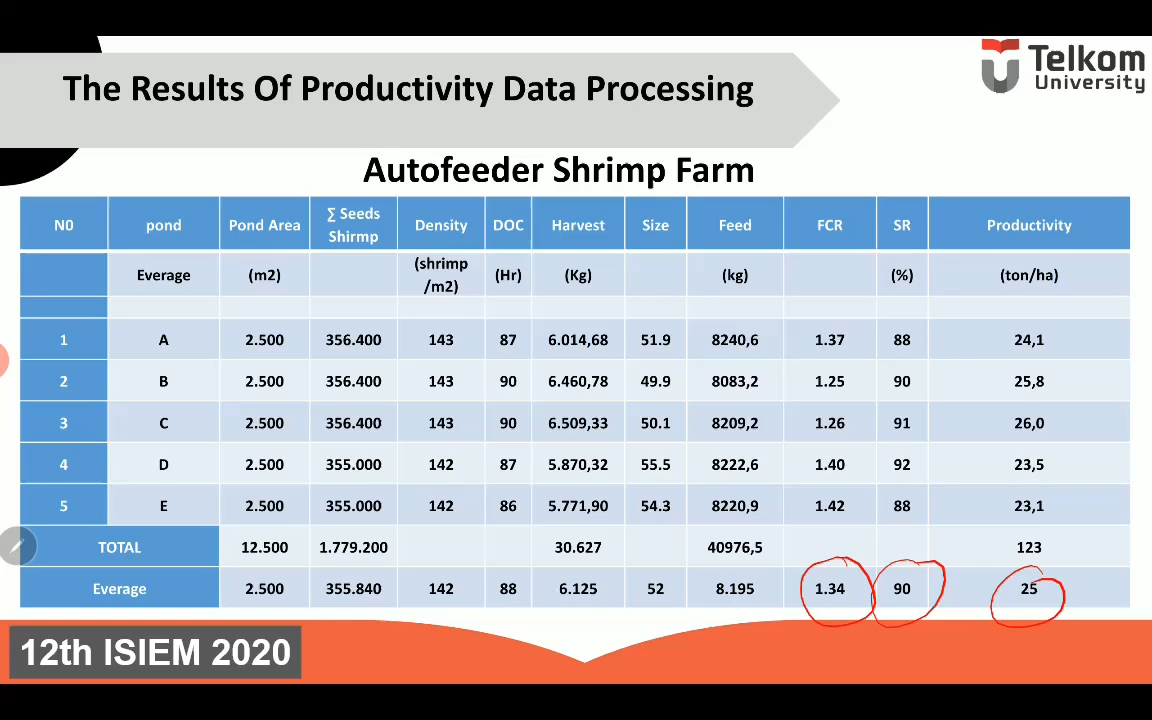 The Results Of Productivity Data Processing
Telkom
University
Autofeeder Shrimp Farm
N0 pond Pond Area ∑ Seeds Shirmp Density DOC Harvest Size Feed FCR SR Productivity
Everage (m2) (shrimp /m2) (Hr) (Kg) (kg) (%) (ton/ha)
1 A 2.500 356.400 143 87 6.014,68 51.9 8240,6 1.37 88 24,1
2 B 2.500 356.400 143 90 6.460,78 49.9 8083,2 1.25 90 25,8
3 C 2.500 356.400 143 90 6.509,33 50.1 8209,2 1.26 91 26,0
4 D 2.500 355.000 142 87 5.870,32 55.5 8222,6 1.40 92 23,5
5 E 2.500 355.000 142 86 5.771,90 54.3 8220,9 1.42 88 23,1
TOTAL 12.500 1.779.200 30.627 40976,5 123
Everage 2.500 355.840 142 88 6.125 52 8.195 1.34 90 25
12th ISIEM 2020